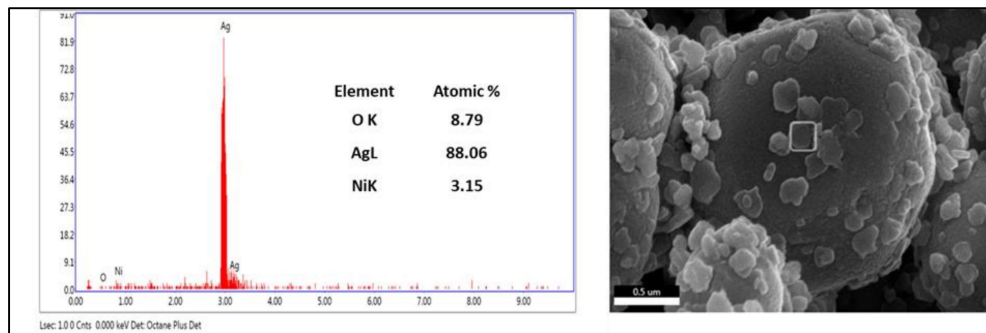 Ag
81.9
72.8
63.7
54.6
45.5
36.4
27.3
18.2
9.1
0.00
O
Ni
Ag
0.00 1.00 2.00 3.00 4.00 5.00 6.00 7.00 8.00 9.00
Lsec: 1.0 0 Cnts 0.000 keV Det: Octane Plus Det
Element Atomic %
O K 8.79
AgL 88.06
NiK 3.15
0.5 um